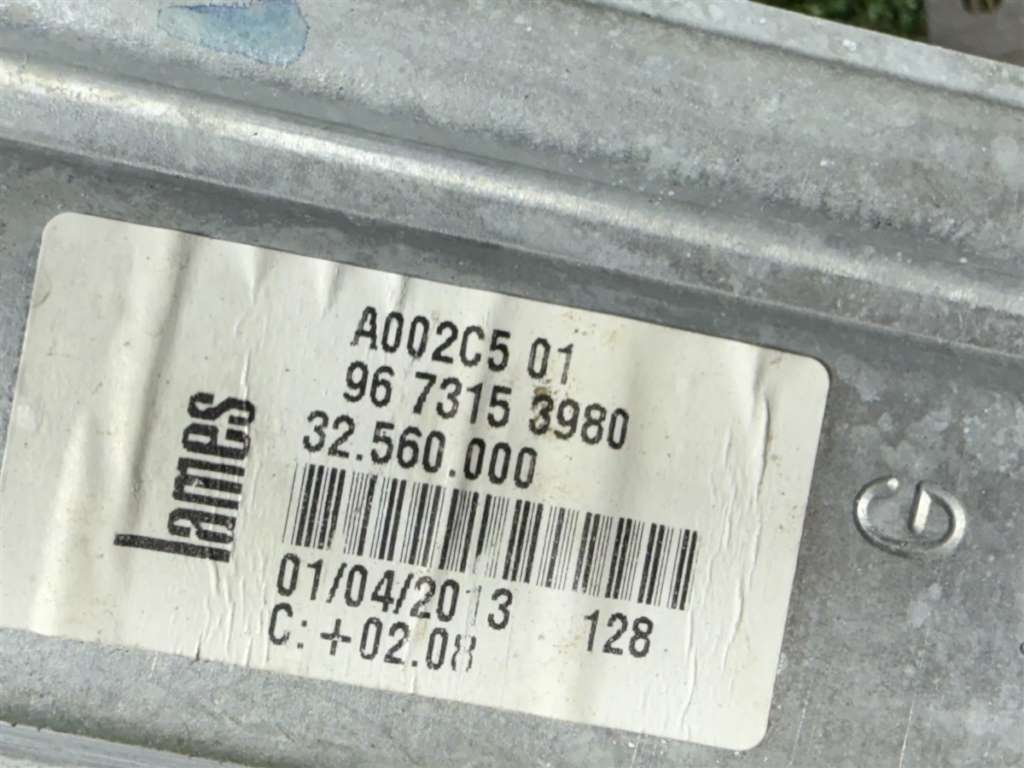 A002C5 01
96 7315 3980
32.560.000
lames
01/04/2013 128
C: +02.08
G